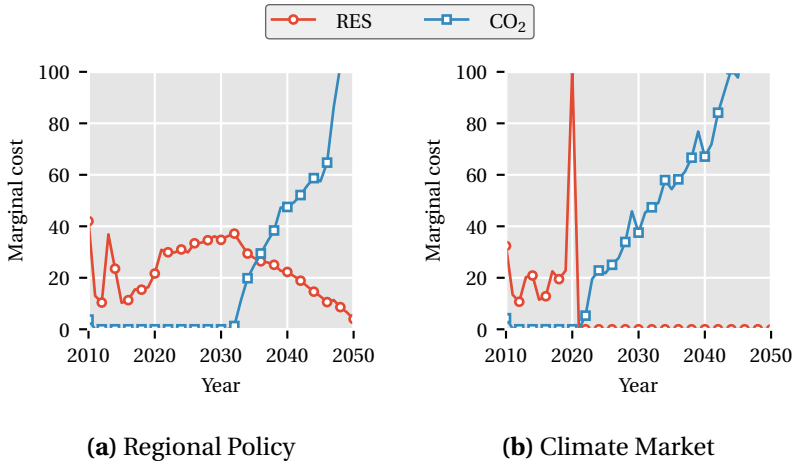 RES CO₂
100
80
60
40
20
0
Marginal cost
2010 2020 2030 2040 2050
Year
(a) Regional Policy
100
80
60
40
20
0
Marginal cost
2010 2020 2030 2040 2050
Year
(b) Climate Market